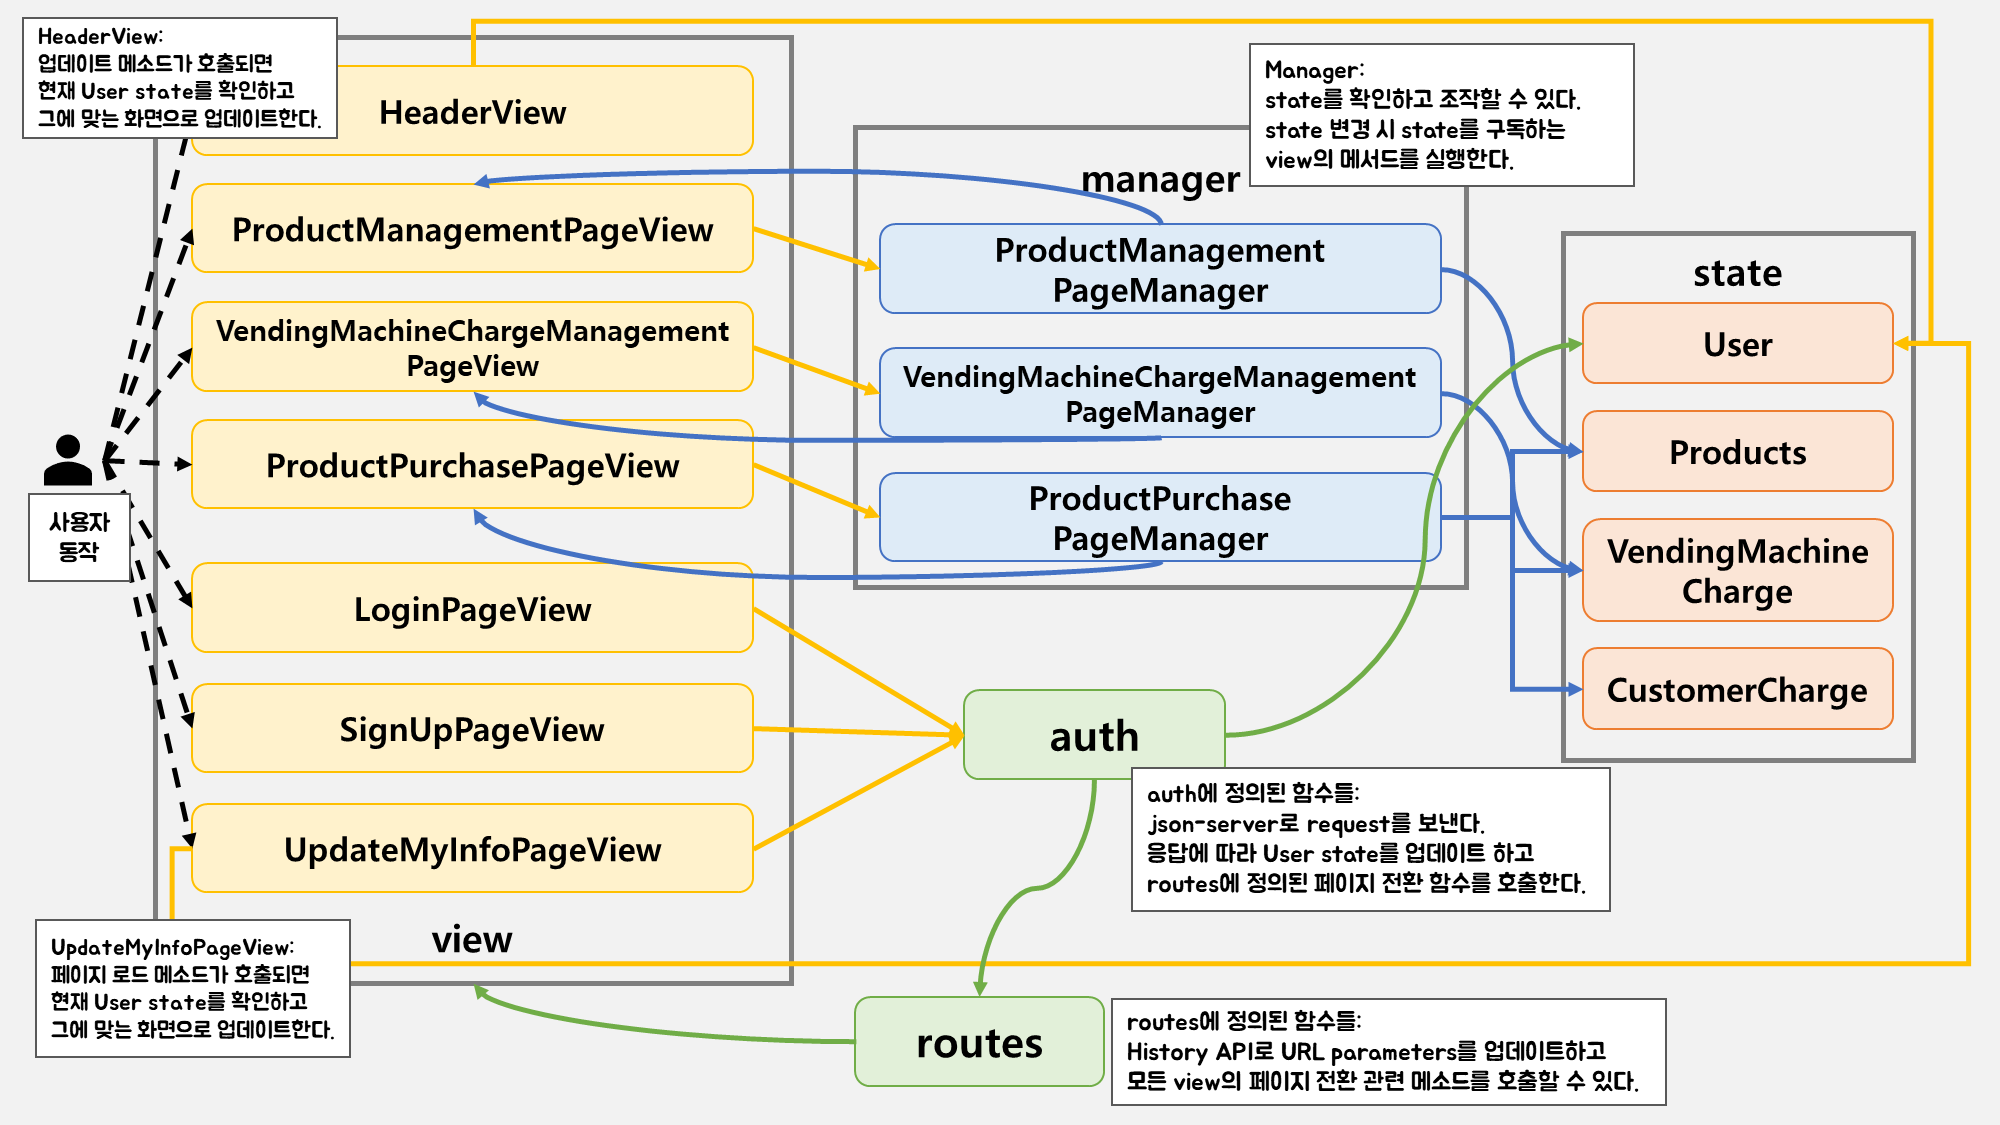 HeaderView:
업데이트 메소드가 호출되면
현재 User state를 확인하고
그에 맞는 화면으로 업데이트한다.
HeaderView
ProductManagementPageView
VendingMachineChargeManagement
PageView
ProductPurchasePageView
LoginPageView
SignUpPageView
UpdateMyInfoPageView
view
사용자
동작
UpdateMyInfoPageView:
페이지 로드 메소드가 호출되면
현재 User state를 확인하고
그에 맞는 화면으로 업데이트한다.
Manager:
state를 확인하고 조작할 수 있다.
state 변경 시 state를 구독하는
view의 메서드를 실행한다.
manager
ProductManagement
PageManager
VendingMachineChargeManagement
PageManager
ProductPurchase
PageManager
state
User
Products
VendingMachine
Charge
CustomerCharge
auth
auth에 정의된 함수들:
json-server로 request를 보낸다.
응답에 따라 User state를 업데이트 하고
routes에 정의된 페이지 전환 함수를 호출한다.
routes
routes에 정의된 함수들:
History API로 URL parameters를 업데이트하고
모든 view의 페이지 전환 관련 메소드를 호출할 수 있다.